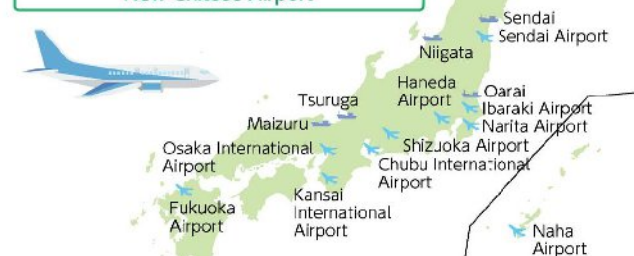 Sendai
Sendai Airport
Niigata
Haneda
Airport
Oarai
Ibaraki Airport
Narita Airport
Tsuruga
Maizuru
Shizuoka Airport
Osaka International
Airport
Chubu International
Airport
Kansai
International
Airport
Fukuoka
Airport
Naha
Airport